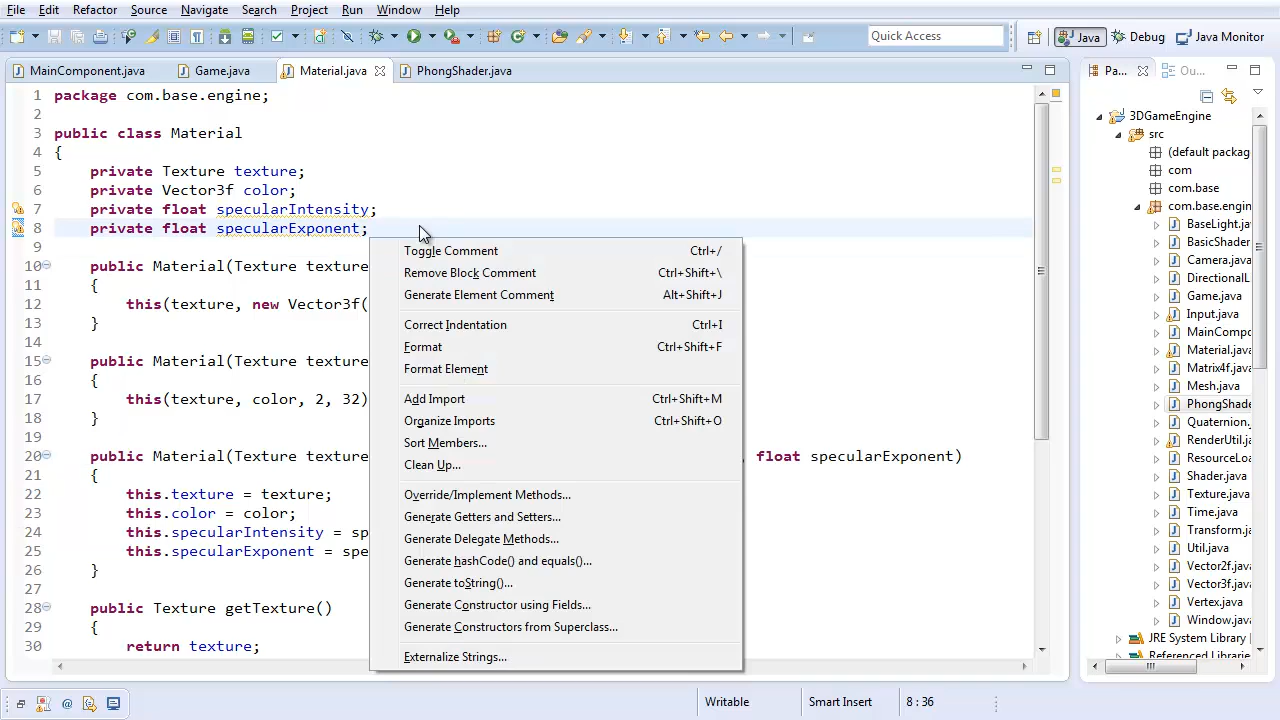 File Edit Refactor Source Navigate Search Project Run Window Help
Quick Access
Java Debug Java Monitor
MainComponent.java Game.java Material.java PhongShader.java
Pa... Ou...
1 package com.base.engine;
2
3 public class Material
4 {
5 private Texture texture;
6 private Vector3f color;
7 private float specularIntensity;
8 private float specularExponent;
9
10 public Material(Texture texture
11 {
12 this(texture, new Vector3f(
13 }
14
15 public Material(Texture texture
16 {
17 this(texture, color, 2, 32)
18 }
19
20 public Material(Texture texture , float specularExponent)
21 {
22 this.texture = texture;
23 this.color = color;
24 this.specularIntensity = sp
25 this.specularExponent = spe
26 }
27
28 public Texture getTexture()
29 {
30 return texture;
Toggle Comment Ctrl+/
Remove Block Comment Ctrl+Shift+\
Generate Element Comment Alt+Shift+J
Correct Indentation Ctrl+I
Format Ctrl+Shift+F
Format Element
Add Import Ctrl+Shift+M
Organize Imports Ctrl+Shift+O
Sort Members...
Clean Up...
Override/Implement Methods...
Generate Getters and Setters...
Generate Delegate Methods...
Generate hashCode() and equals()...
Generate toString()...
Generate Constructor using Fields...
Generate Constructors from Superclass...
Externalize Strings...
3DGameEngine
src
(default packag
com
com.base
com.base.engin
BaseLight.jav
BasicShader
Camera.java
DirectionalL
Game.java
Input.java
MainCompo
Material.java
Matrix4f.jav
Mesh.java
PhongShade
Quaternion.
RenderUtil.j
ResourceLoa
Shader.java
Texture.java
Time.java
Transform.ja
Util.java
Vector2f.jav
Vector3f.jav
Vertex.java
Window.java
JRE System Library
Referenced Libraries
Writable Smart Insert 8 : 36